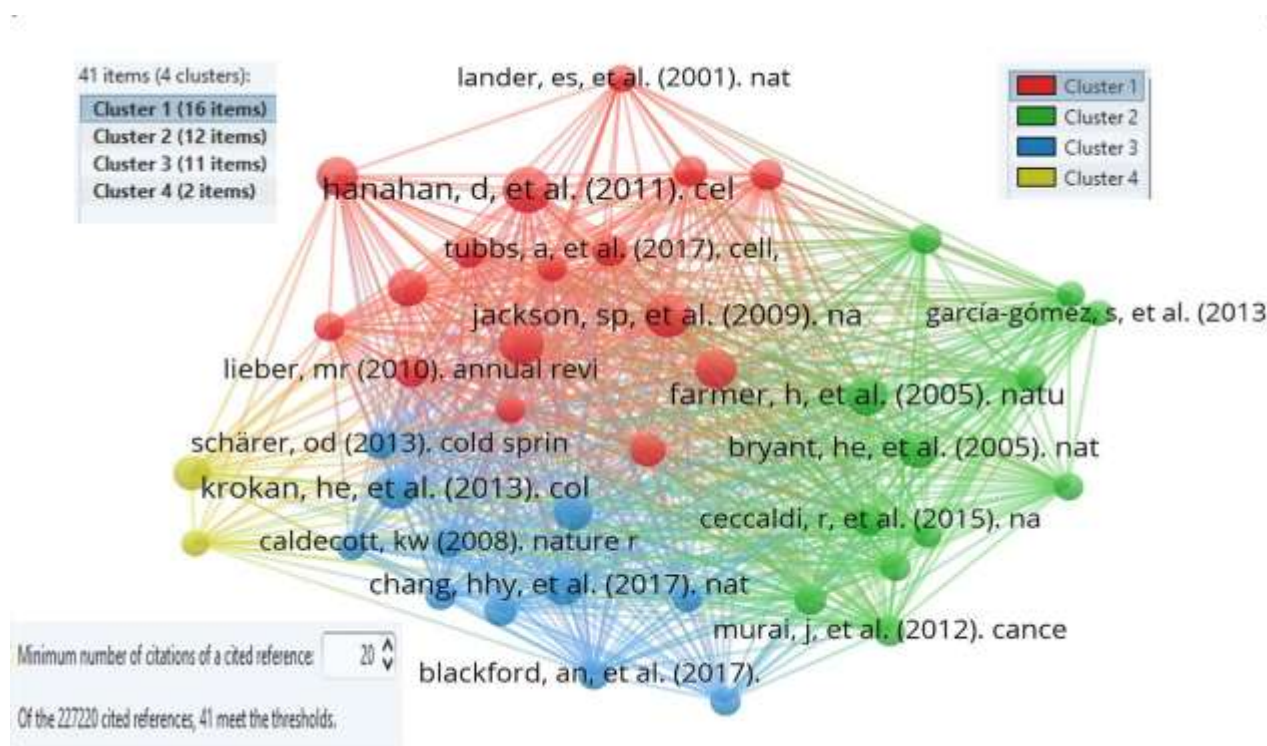 41 items (4 clusters):
Cluster 1 (16 items)
Cluster 2 (12 items)
Cluster 3 (11 items)
Cluster 4 (2 items)
Cluster 1
Cluster 2
Cluster 3
Cluster 4
lander, es, et al. (2001). nat
hanahan, d, et al. (2011). cel
tubbs, a, et al. (2017). cell,
jackson, sp, et al. (2009). na
garcía-gómez, s, et al. (2013
lieber, mr (2010). annual revi
farmer, h, et al. (2005). natu
schärer, od (2013). cold sprin
bryant, he, et al. (2005). nat
krokan, he, et al. (2013). col
ceccaldi, r, et al. (2015). na
caldecott, kw (2008). nature r
chang, hhy, et al. (2017). nat
murai, j, et al. (2012). cance
blackford, an, et al. (2017).
Minimum number of citations of a cited reference: 20
Of the 227220 cited references, 41 meet the thresholds.